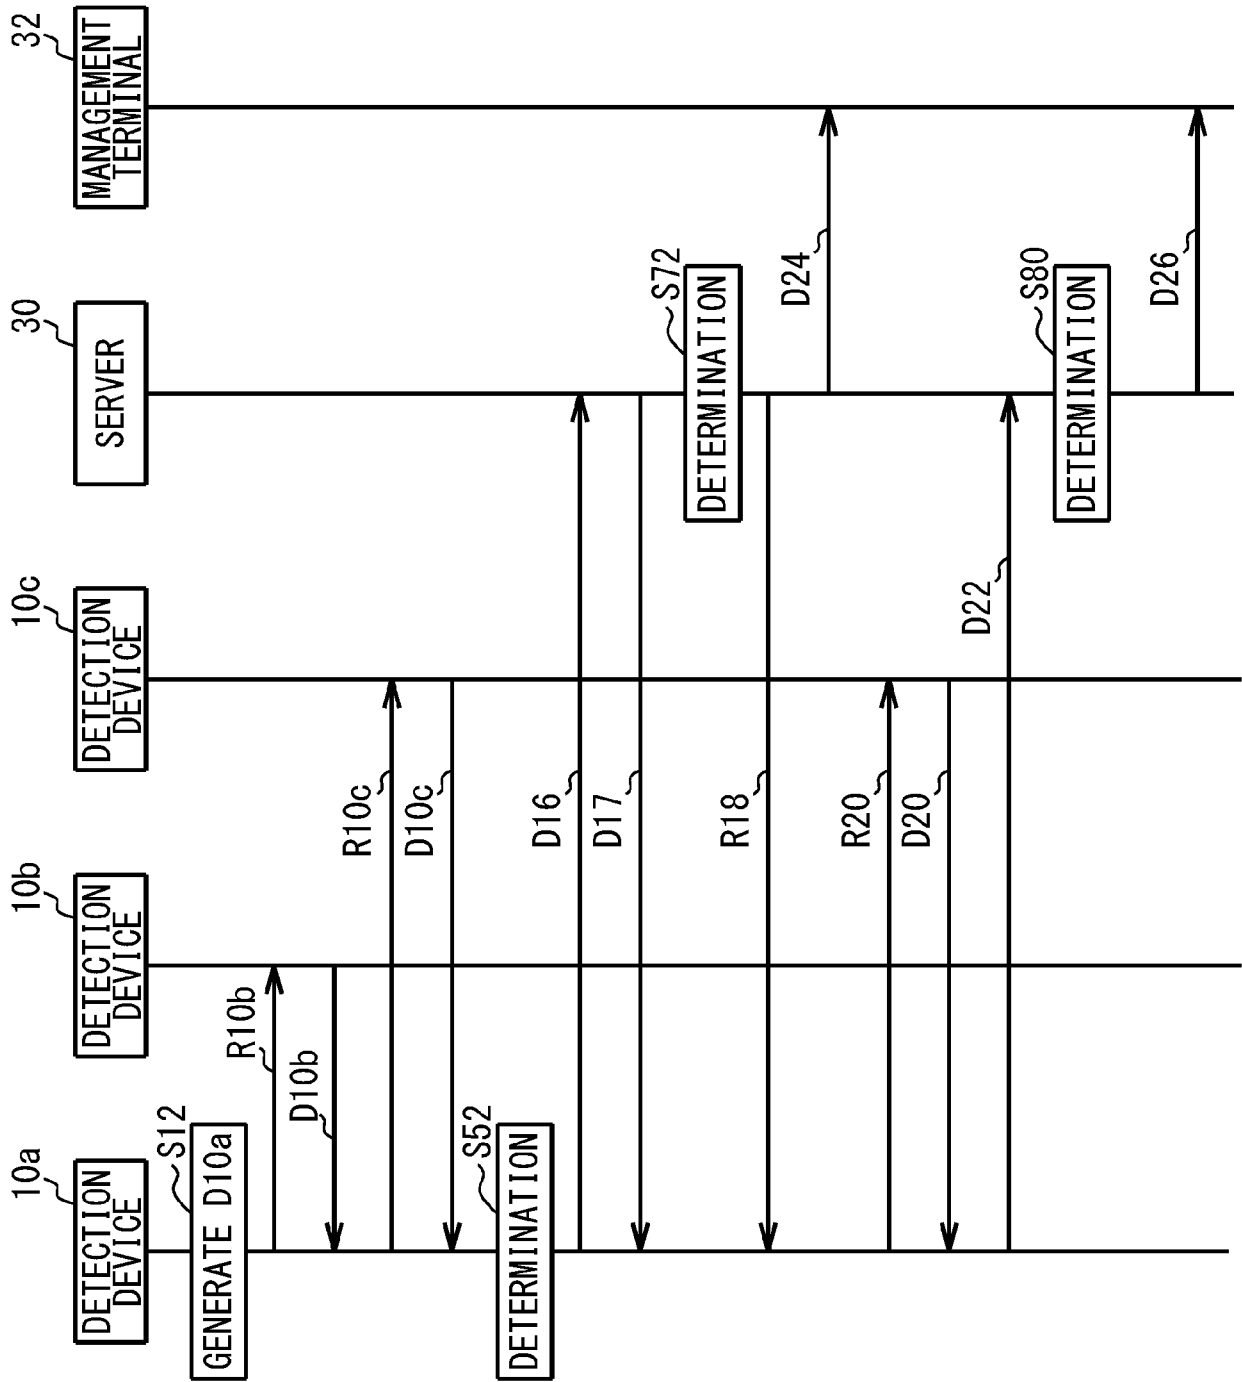 10a
DETECTION
DEVICE
10b
DETECTION
DEVICE
10c
DETECTION
DEVICE
30
SERVER
32
MANAGEMENT
TERMINAL
S12
GENERATE D10a
R10b
D10b
R10c
D10c
S52
DETERMINATION
D16
D17
S72
DETERMINATION
R18
D24
R20
D20
D22
S80
DETERMINATION
D26